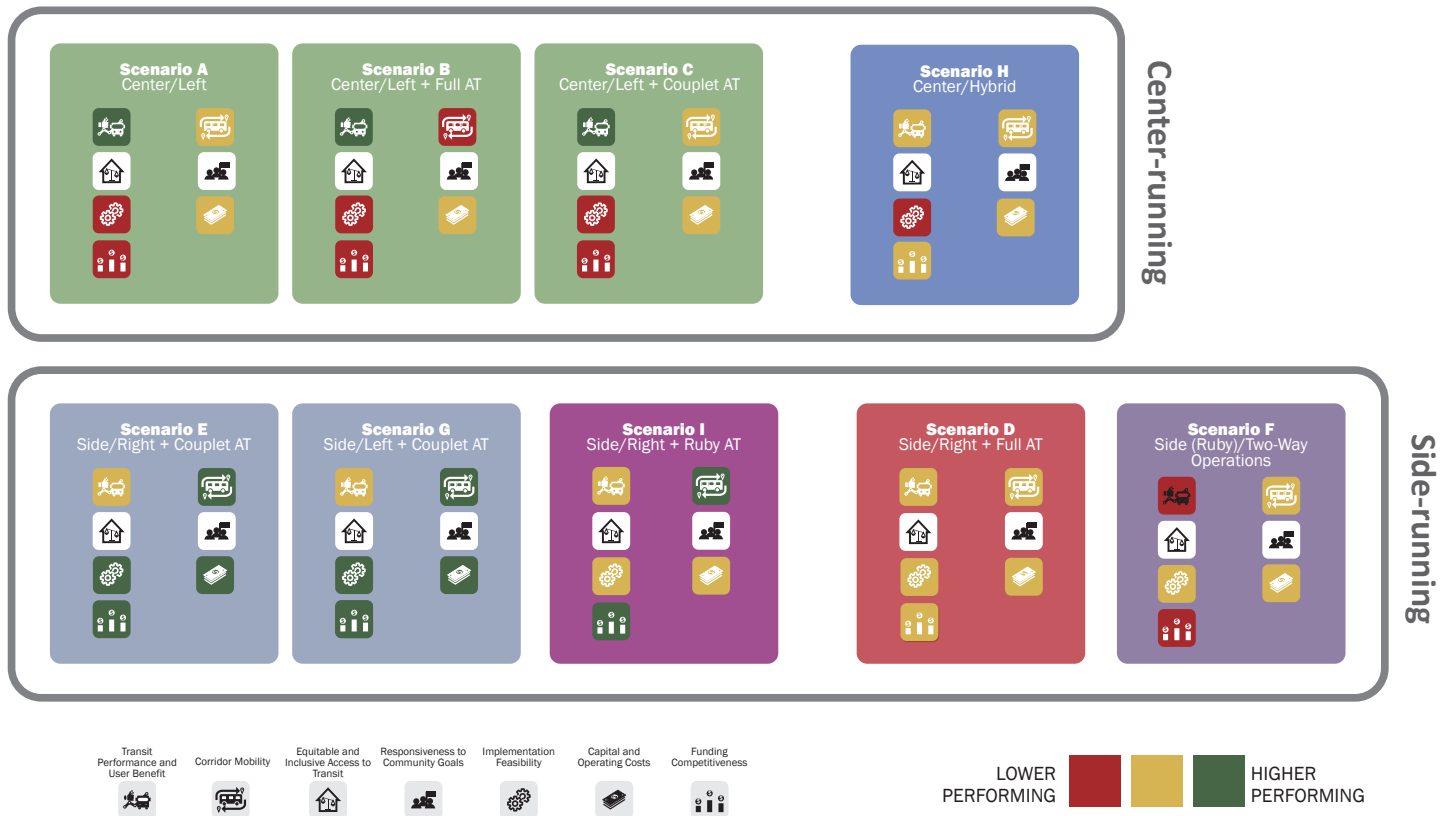 Scenario A
Center/Left
Scenario B
Center/Left + Full AT
Scenario C
Center/Left + Couplet AT
Scenario H
Center/Hybrid
Center-running
Scenario E
Side/Right + Couplet AT
Scenario G
Side/Left + Couplet AT
Scenario I
Side/Right + Ruby AT
Scenario D
Side/Right + Full AT
Scenario F
Side (Ruby)/Two-Way
Operations
Side-running
Transit
Performance and
User Benefit
Corridor Mobility
Equitable and
Inclusive Access to
Transit
Responsiveness to
Community Goals
Implementation
Feasibility
Capital and
Operating Costs
Funding
Competitiveness
LOWER
PERFORMING
HIGHER
PERFORMING